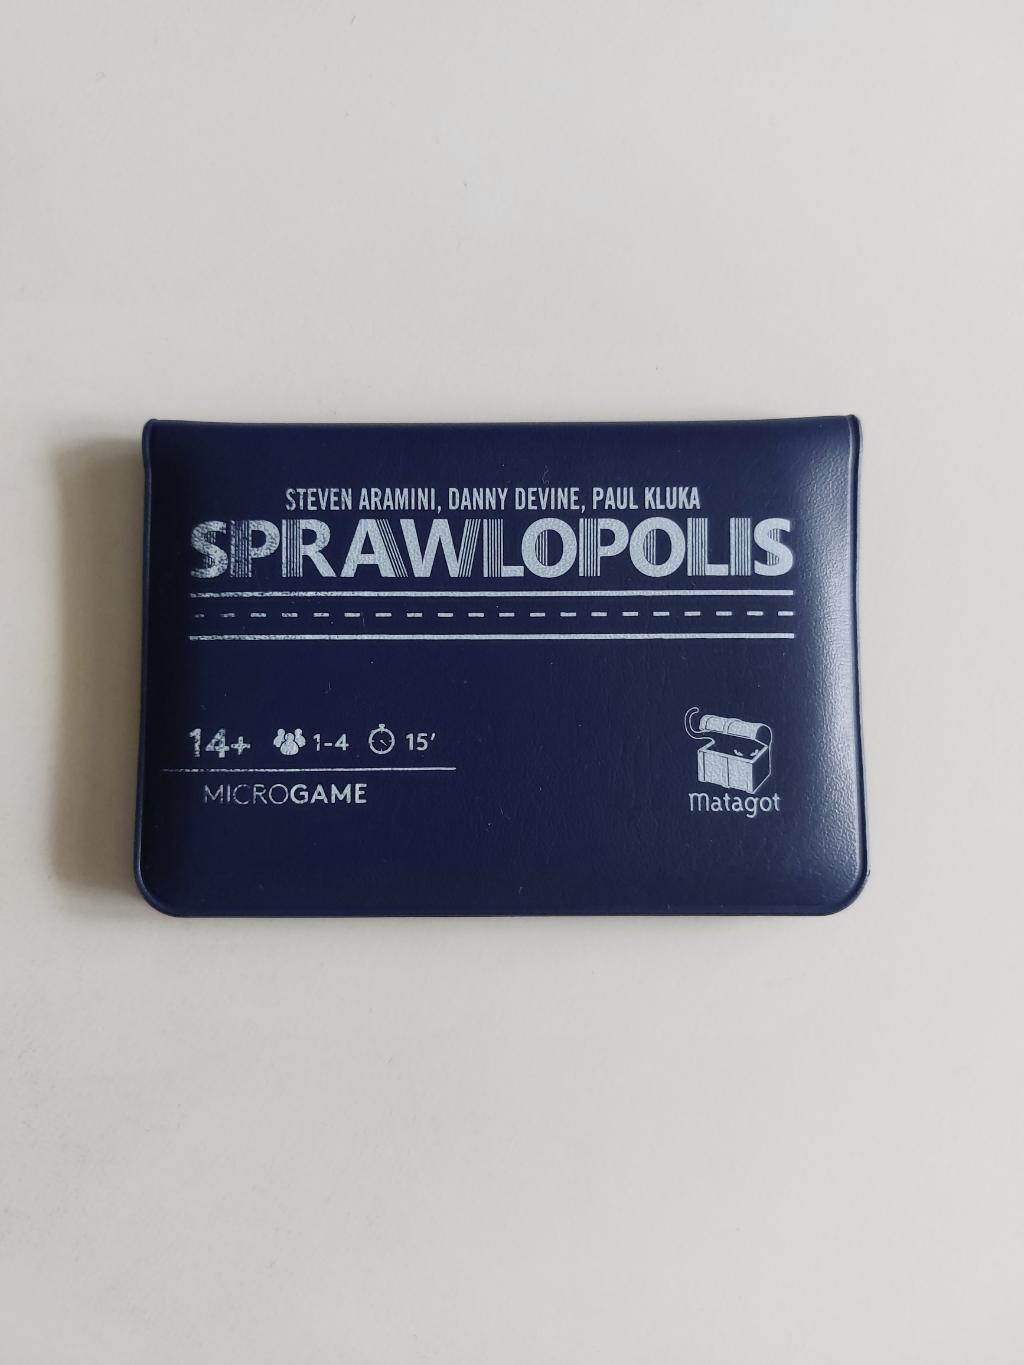 STEVEN ARAMINI, DANNY DEVINE, PAUL KLUKA
SPRAWLOPOLIS
14+ 1-4 15'
MICROGAME
matagot